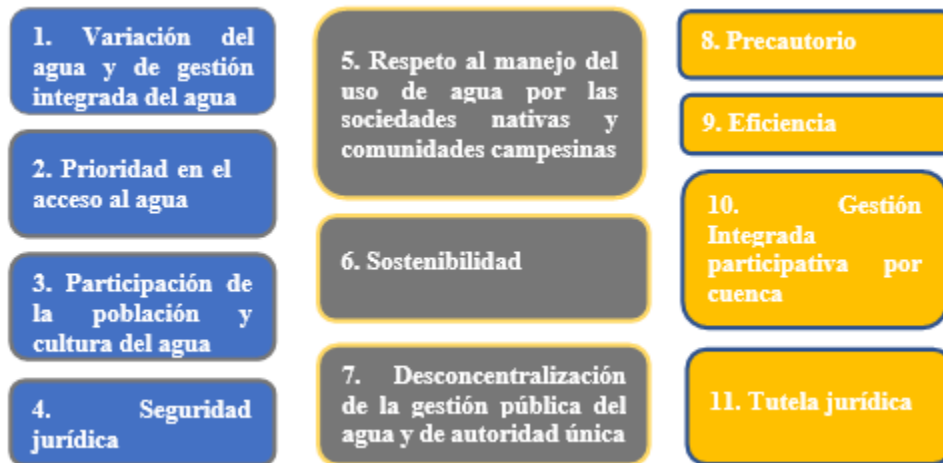 1. Variación del
agua y de gestión
integrada del agua
2. Prioridad en el
acceso al agua
3. Participación de
la población y
cultura del agua
4. Seguridad
jurídica
5. Respeto al manejo del
uso de agua por las
sociedades nativas y
comunidades campesinas
6. Sostenibilidad
7. Desconcentralización
de la gestión pública del
agua y de autoridad única
8. Precautorio
9. Eficiencia
10. Gestión
Integrada
participativa por
cuenca
11. Tutela jurídica